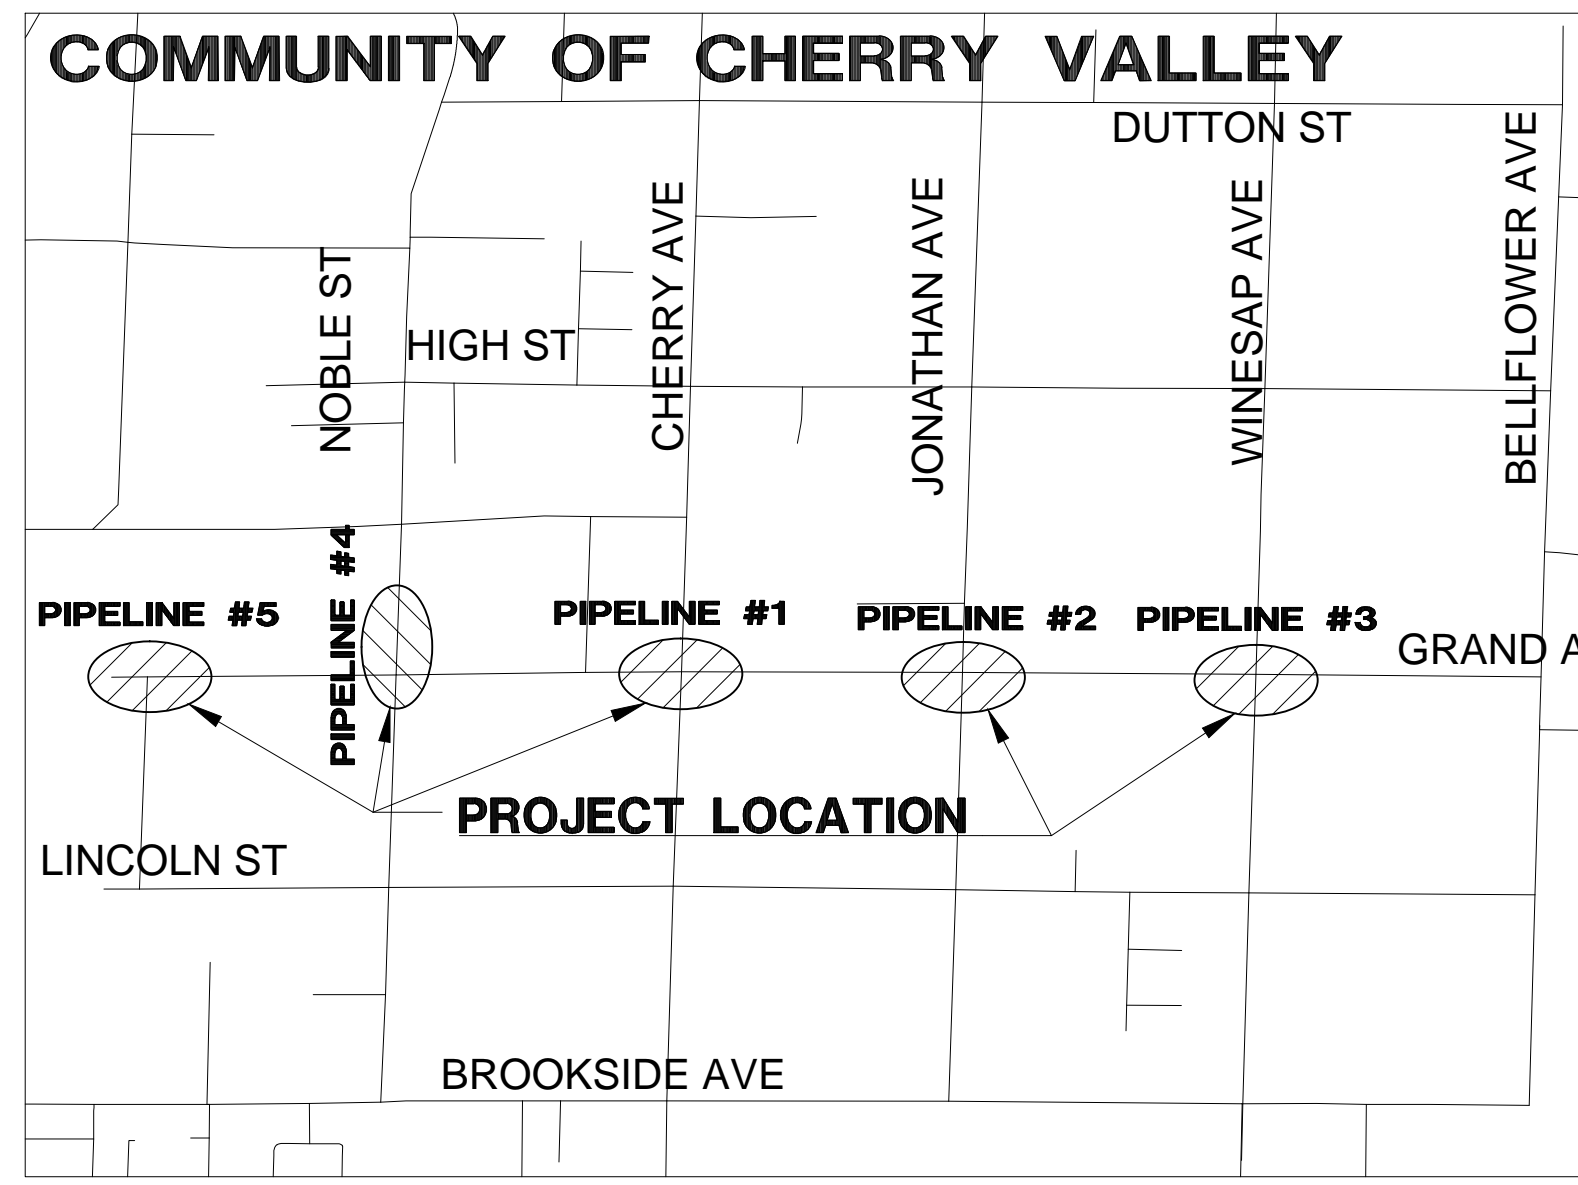 COMMUNITY OF CHERRY VALLEY
DUTTON ST
NOBLE ST
HIGH ST
CHERRY AVE
JONATHAN AVE
WINESAP AVE
BELLFLOWER AVE
PIPELINE #5
PIPELINE #4
PIPELINE #1
PIPELINE #2
PIPELINE #3
GRAND A
PROJECT LOCATION
LINCOLN ST
BROOKSIDE AVE